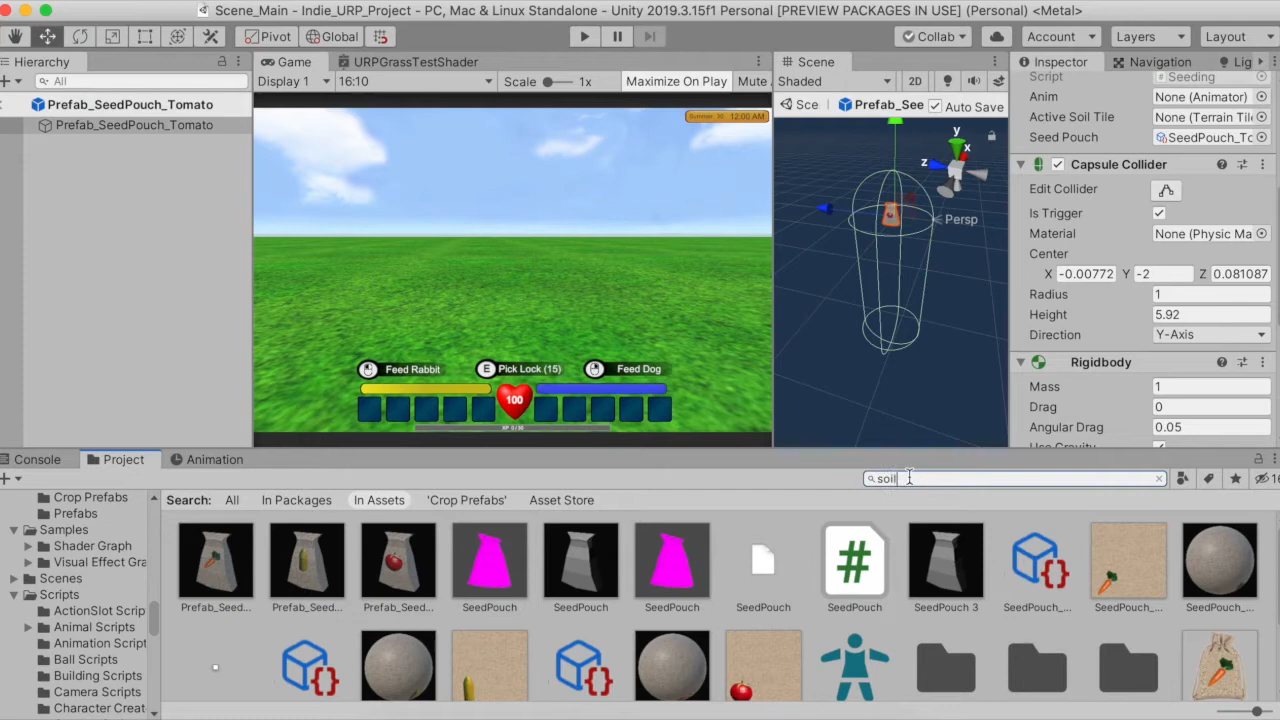 Scene_Main - Indie_URP_Project - PC, Mac & Linux Standalone - Unity 2019.3.15f1 Personal [PREVIEW PACKAGES IN USE] (Personal) <Metal>
Pivot Global Collab Account Layers Layout
Hierarchy Game URPGrassTestShader Scene Inspector Navigation Lig
All Display 1 16:10 Scale 1x Maximize On Play Mute Shaded 2D
Script Seeding
Prefab_SeedPouch_Tomato
Prefab_SeedPouch_Tomato
Sce Prefab_See Auto Save
Anim None (Animator)
Active Soil Tile None (Terrain Tile
Seed Pouch SeedPouch_To
Summer 30 12:00 AM
y
x
z
Persp
Capsule Collider
Edit Collider
Is Trigger
Material None (Physic Ma
Center
X -0.00772 Y -2 Z 0.081087
Radius 1
Height 5.92
Direction Y-Axis
Rigidbody
Mass 1
Drag 0
Angular Drag 0.05
Use Gravity
Feed Rabbit E Pick Lock (15) Feed Dog
100
XP 0/30
Console Project Animation
soil 16
Crop Prefabs
Prefabs
Samples
Shader Graph
Visual Effect Gra
Scenes
Scripts
ActionSlot Scrip
Animal Scripts
Animation Script
Ball Scripts
Building Scripts
Camera Scripts
Character Create
Search: All In Packages In Assets 'Crop Prefabs' Asset Store
Prefab_Seed... Prefab_Seed... Prefab_Seed... SeedPouch SeedPouch SeedPouch SeedPouch SeedPouch SeedPouch 3 SeedPouch_... SeedPouch_... SeedPouch_...